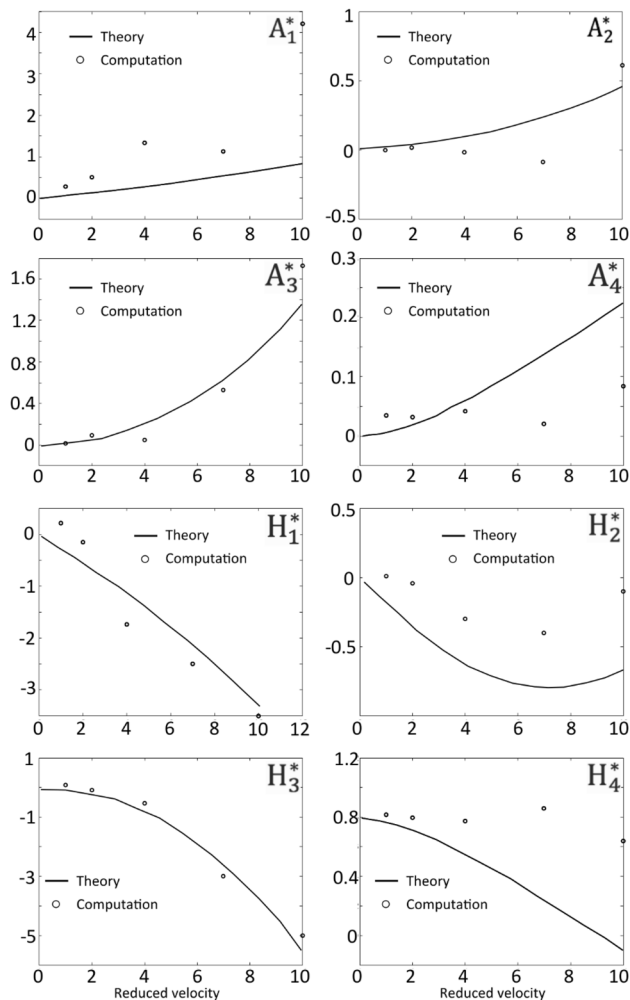 4
Theory
A₁*
3
Computation
2
1
0
0 2 4 6 8 10
1
Theory
A₂*
Computation
0.5
0
-0.5
0 2 4 6 8 10
1.6
Theory
A₃*
Computation
1.2
0.8
0.4
0
0 2 4 6 8 10
0.3
Theory
A₄*
Computation
0.2
0.1
0
0 2 4 6 8 10
0
Theory
H₁*
Computation
-1
-2
-3
0 2 4 6 8 10 12
0.5
Theory
H₂*
Computation
0
-0.5
0 2 4 6 8 10
1
H₃*
-1
-3
Theory
Computation
-5
0 2 4 6 8 10
Reduced velocity
1.2
H₄*
0.8
0.4
Theory
Computation
0
0 2 4 6 8 10
Reduced velocity